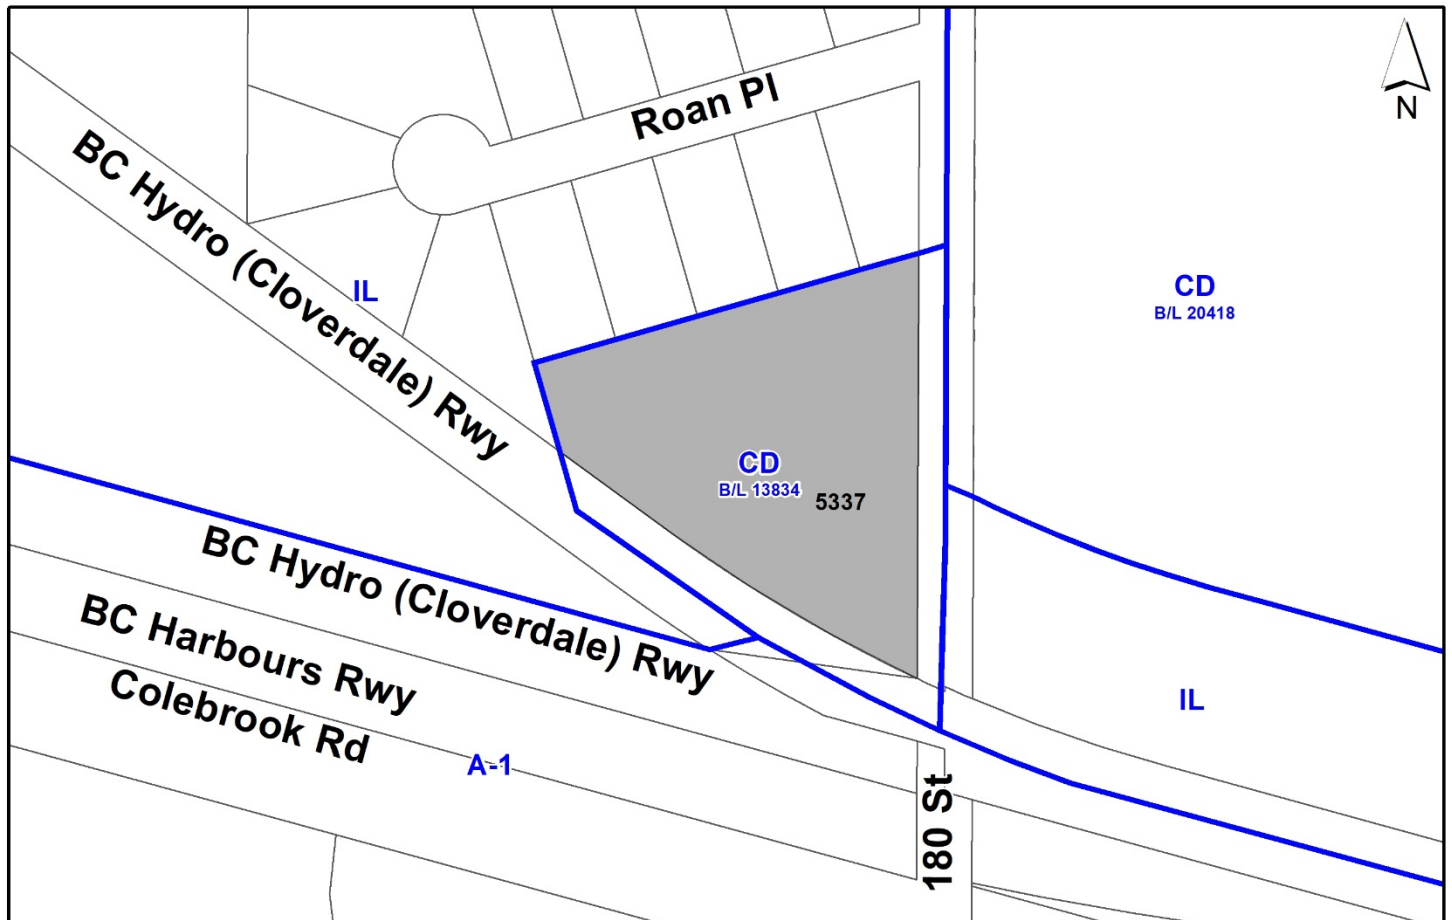 Roan Pl
N
BC Hydro (Cloverdale) Rwy
IL
CD
B/L 20418
CD
B/L 13834
5337
BC Hydro (Cloverdale) Rwy
BC Harbours Rwy
Colebrook Rd
IL
A-1
180 St